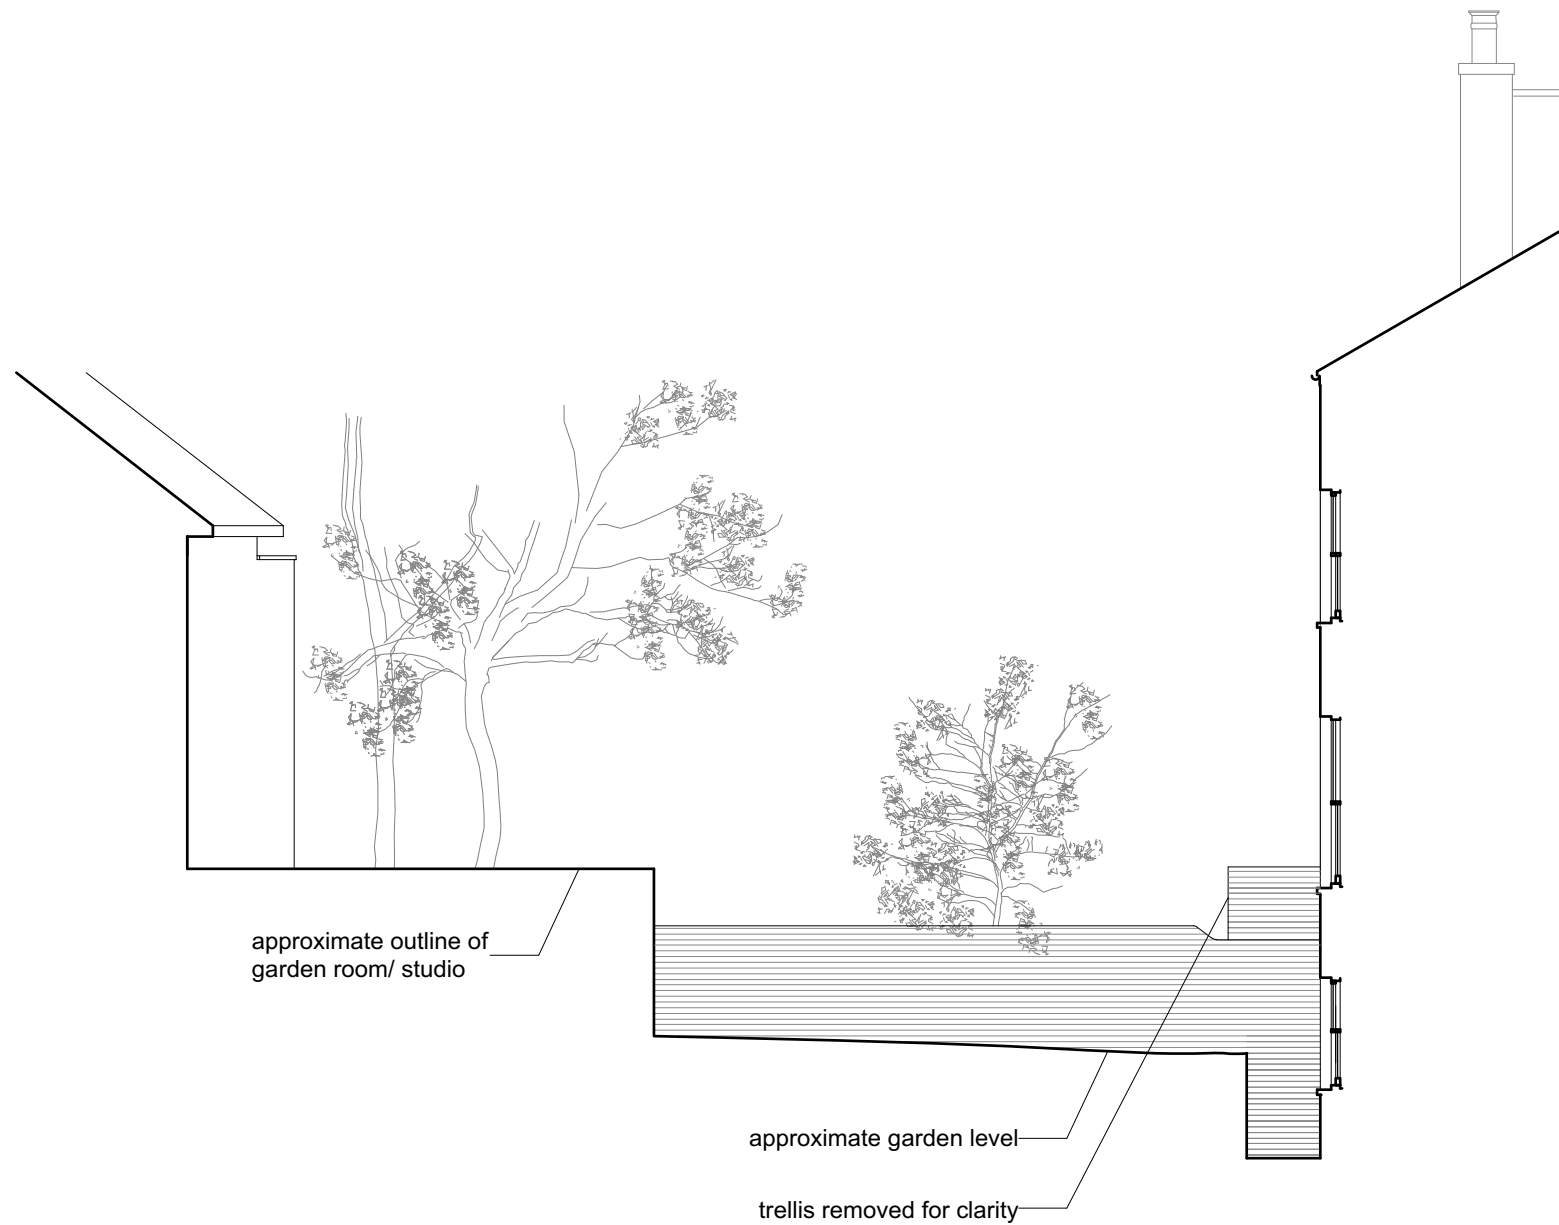 approximate outline of
garden room/ studio
approximate garden level
trellis removed for clarity